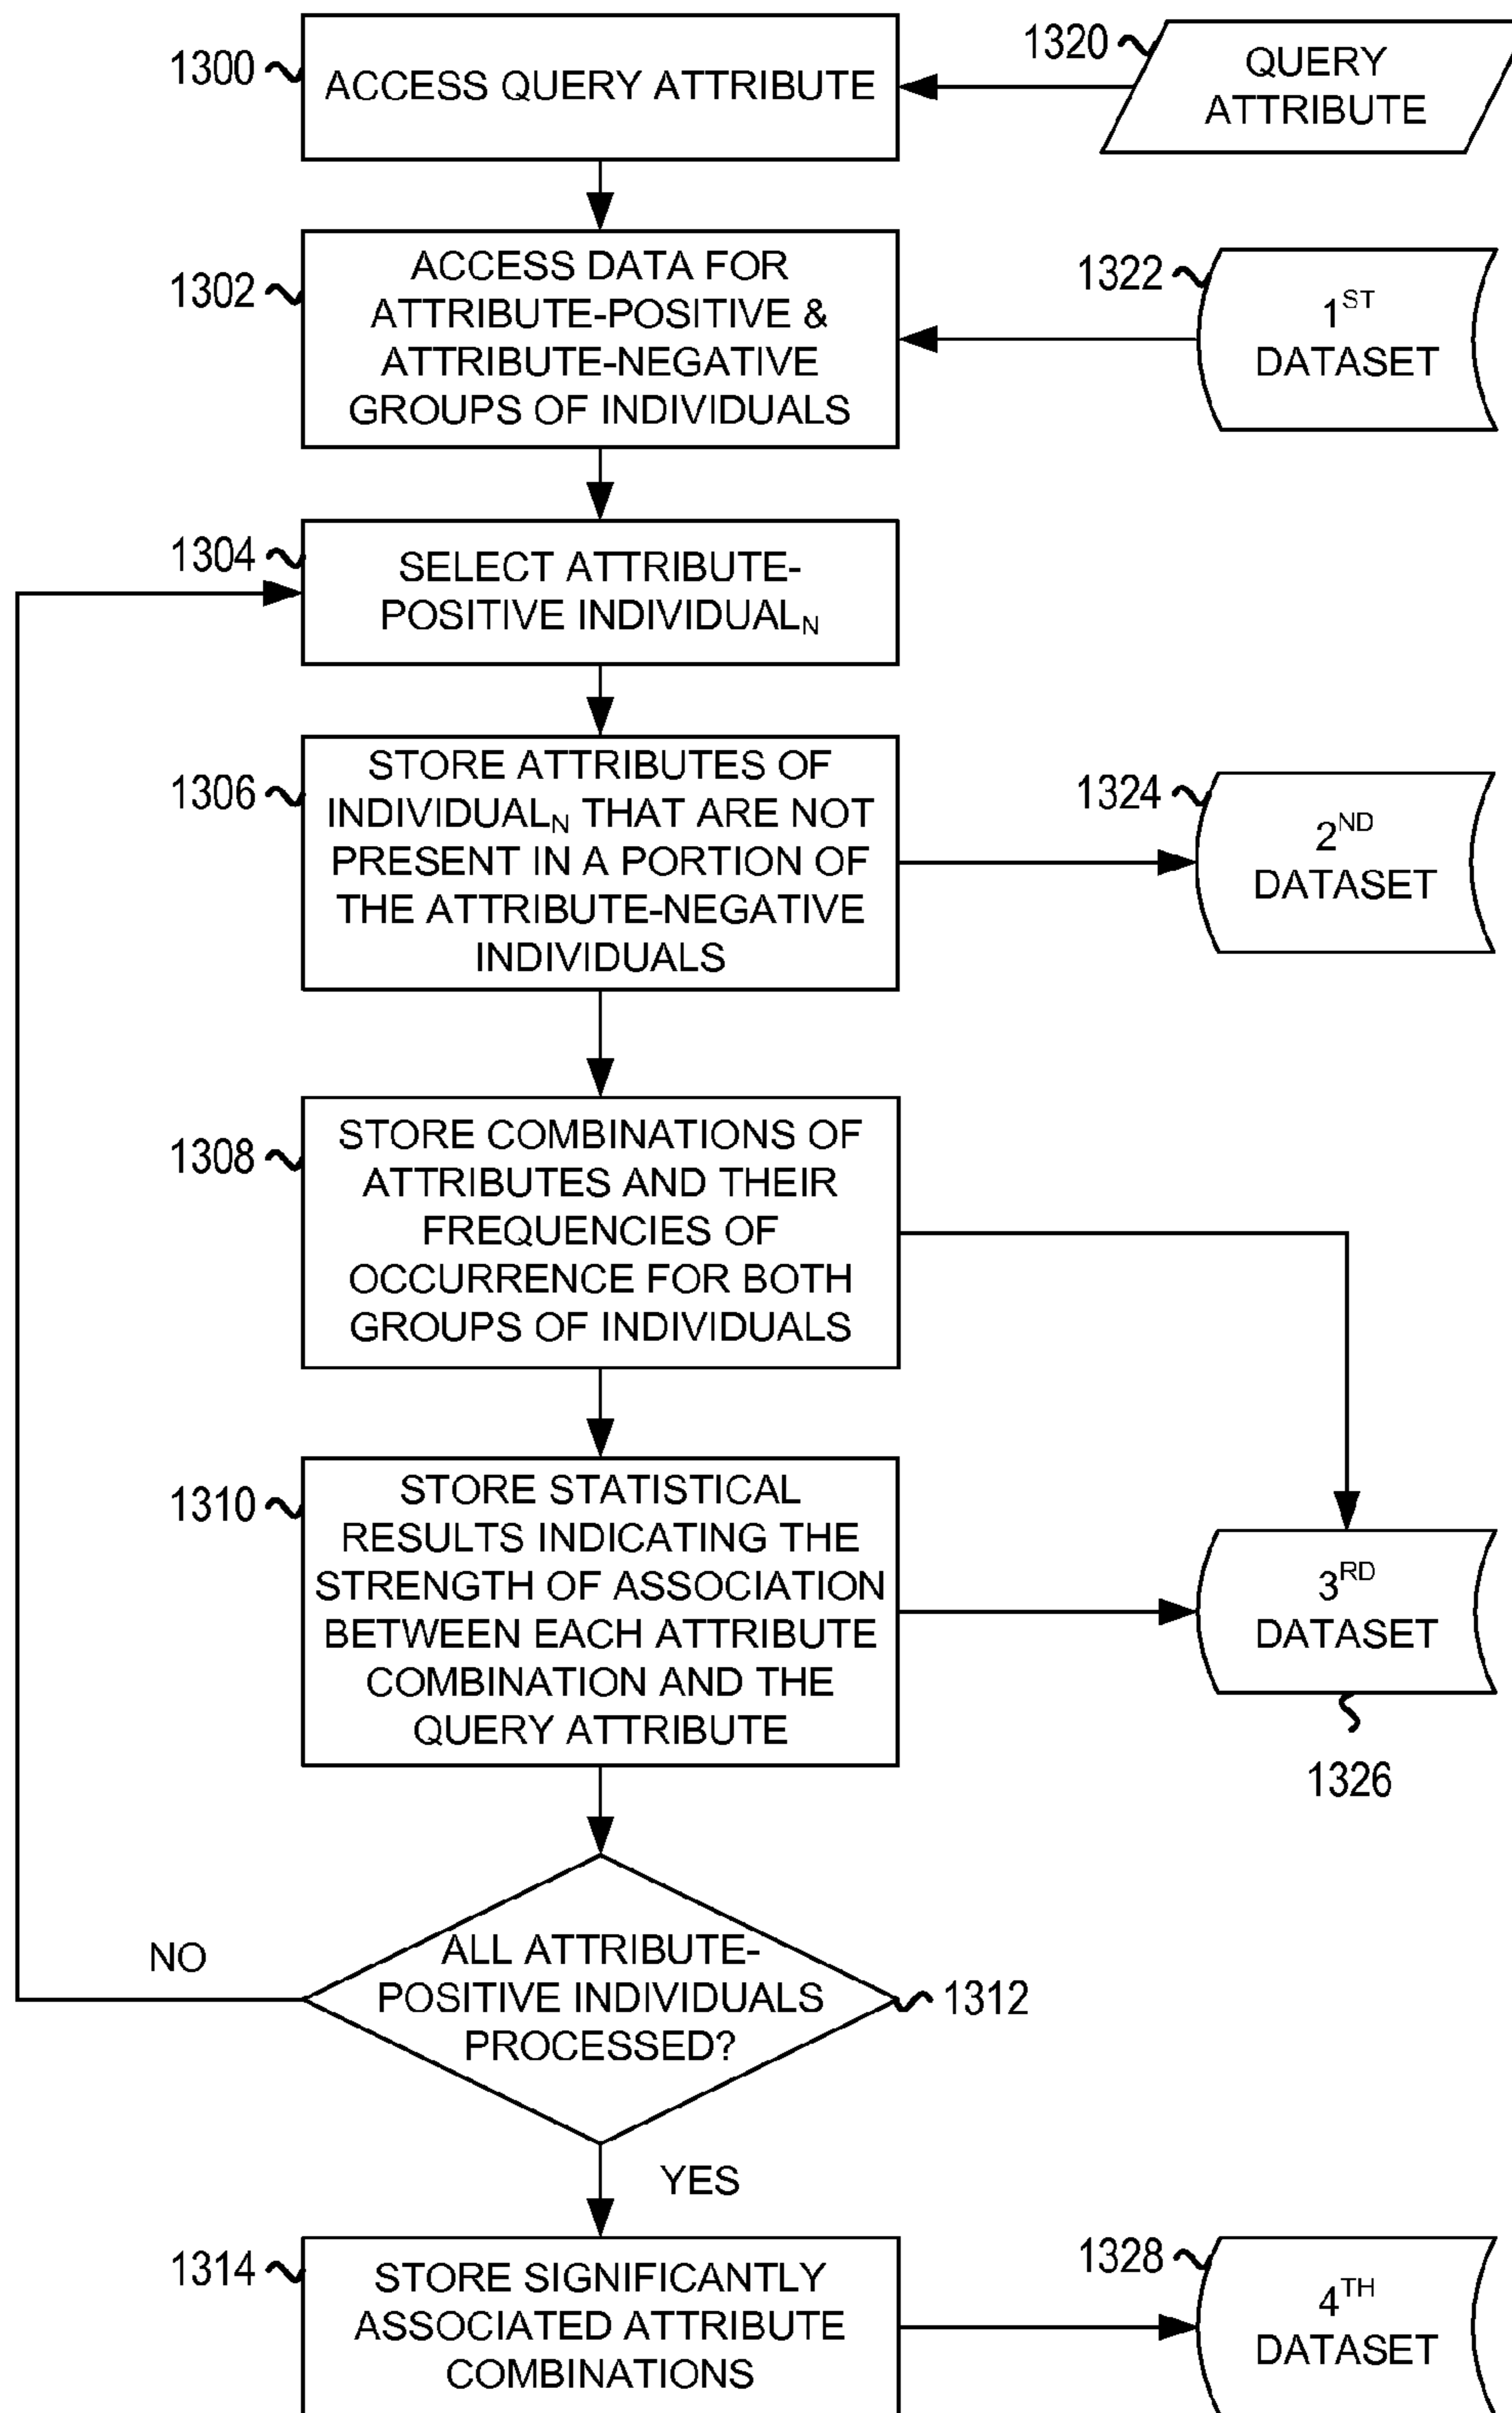 1300
ACCESS QUERY ATTRIBUTE
1320
QUERY
ATTRIBUTE
1302
ACCESS DATA FOR
ATTRIBUTE-POSITIVE &
ATTRIBUTE-NEGATIVE
GROUPS OF INDIVIDUALS
1322
1ST
DATASET
1304
SELECT ATTRIBUTE-
POSITIVE INDIVIDUALN
1306
STORE ATTRIBUTES OF
INDIVIDUALN THAT ARE NOT
PRESENT IN A PORTION OF
THE ATTRIBUTE-NEGATIVE
INDIVIDUALS
1324
2ND
DATASET
1308
STORE COMBINATIONS OF
ATTRIBUTES AND THEIR
FREQUENCIES OF
OCCURRENCE FOR BOTH
GROUPS OF INDIVIDUALS
1310
STORE STATISTICAL
RESULTS INDICATING THE
STRENGTH OF ASSOCIATION
BETWEEN EACH ATTRIBUTE
COMBINATION AND THE
QUERY ATTRIBUTE
3RD
DATASET
1326
NO
ALL ATTRIBUTE-
POSITIVE INDIVIDUALS
PROCESSED?
1312
YES
1314
STORE SIGNIFICANTLY
ASSOCIATED ATTRIBUTE
COMBINATIONS
1328
4TH
DATASET